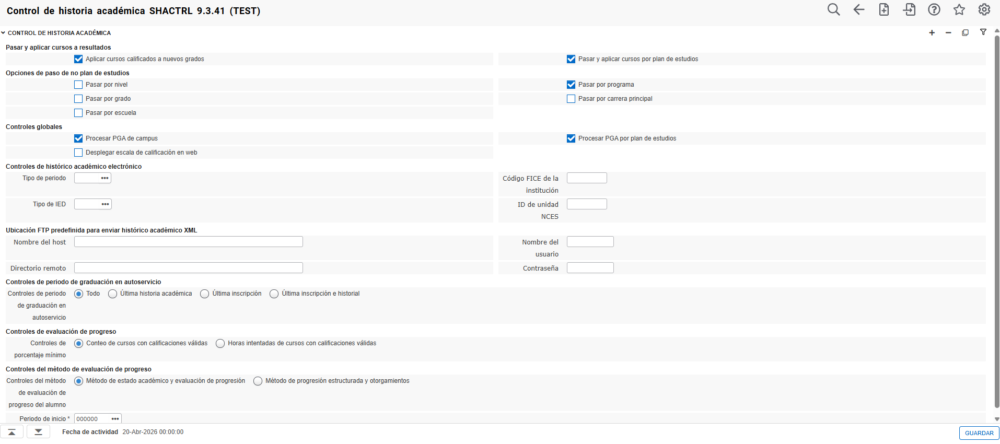 Control de historia académica SHACTRL 9.3.41 (TEST)
CONTROL DE HISTORIA ACADÉMICA
Pasar y aplicar cursos a resultados
Aplicar cursos calificados a nuevos grados
Pasar y aplicar cursos por plan de estudios
Opciones de paso de no plan de estudios
Pasar por nivel
Pasar por programa
Pasar por grado
Pasar por carrera principal
Pasar por escuela
Controles globales
Procesar PGA de campus
Procesar PGA por plan de estudios
Desplegar escala de calificación en web
Controles de histórico académico electrónico
Tipo de periodo
Código FICE de la
institución
Tipo de IED
ID de unidad
NCES
Ubicación FTP predefinida para enviar histórico académico XML
Nombre del host
Nombre del
usuario
Directorio remoto
Contraseña
Controles de periodo de graduación en autoservicio
Controles de periodo
de graduación en
autoservicio
Todo Última historia académica Última inscripción Última inscripción e historial
Controles de evaluación de progreso
Controles de
porcentaje mínimo
Conteo de cursos con calificaciones válidas Horas intentadas de cursos con calificaciones válidas
Controles del método de evaluación de progreso
Controles del método
de evaluación de
progreso del alumno
Método de estado académico y evaluación de progresión Método de progresión estructurada y otorgamientos
Periodo de inicio * 000000
Fecha de actividad 20-Abr-2026 00:00:00
GUARDAR